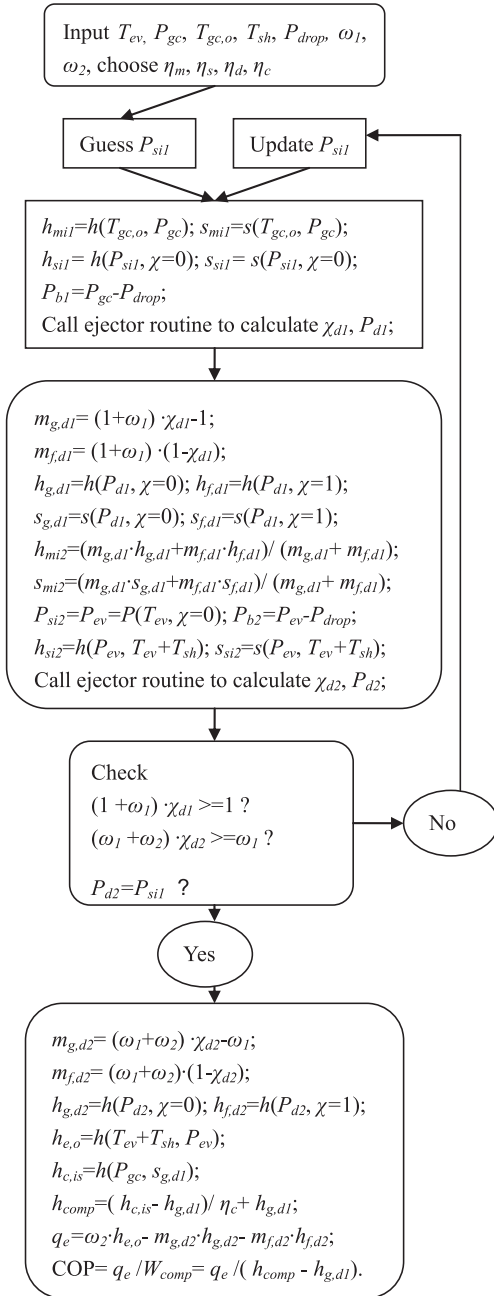 Input T_ev, P_gc, T_gc,o, T_sh, P_drop, ω_1,
ω_2, choose η_m, η_s, η_d, η_c
Guess P_si1
Update P_si1
h_mi1=h(T_gc,o, P_gc); s_mi1=s(T_gc,o, P_gc);
h_si1= h(P_si1, χ=0); s_si1= s(P_si1, χ=0);
P_b1=P_gc-P_drop;
Call ejector routine to calculate χ_d1, P_d1;
m_g,d1= (1+ω_1) ·χ_d1-1;
m_f,d1= (1+ω_1) ·(1-χ_d1);
h_g,d1=h(P_d1, χ=0); h_f,d1=h(P_d1, χ=1);
s_g,d1=s(P_d1, χ=0); s_f,d1=s(P_d1, χ=1);
h_mi2=(m_g,d1·h_g,d1+m_f,d1·h_f,d1)/ (m_g,d1+ m_f,d1);
s_mi2=(m_g,d1·s_g,d1+m_f,d1·s_f,d1)/ (m_g,d1+ m_f,d1);
P_si2=P_ev=P(T_ev, χ=0); P_b2=P_ev-P_drop;
h_si2=h(P_ev, T_ev+T_sh); s_si2=s(P_ev, T_ev+T_sh);
Call ejector routine to calculate χ_d2, P_d2;
Check
(1 +ω_1) ·χ_d1 >=1 ?
(ω_1 +ω_2) ·χ_d2 >=ω_1 ?
P_d2=P_si1 ?
No
Yes
m_g,d2= (ω_1+ω_2) ·χ_d2-ω_1;
m_f,d2= (ω_1+ω_2)·(1-χ_d2);
h_g,d2=h(P_d2, χ=0); h_f,d2=h(P_d2, χ=1);
h_e,o=h(T_ev+T_sh, P_ev);
h_c,is=h(P_gc, s_g,d1);
h_comp=( h_c,is- h_g,d1)/ η_c+ h_g,d1;
q_e=ω_2·h_e,o- m_g,d2·h_g,d2- m_f,d2·h_f,d2;
COP= q_e /W_comp= q_e /( h_comp - h_g,d1).